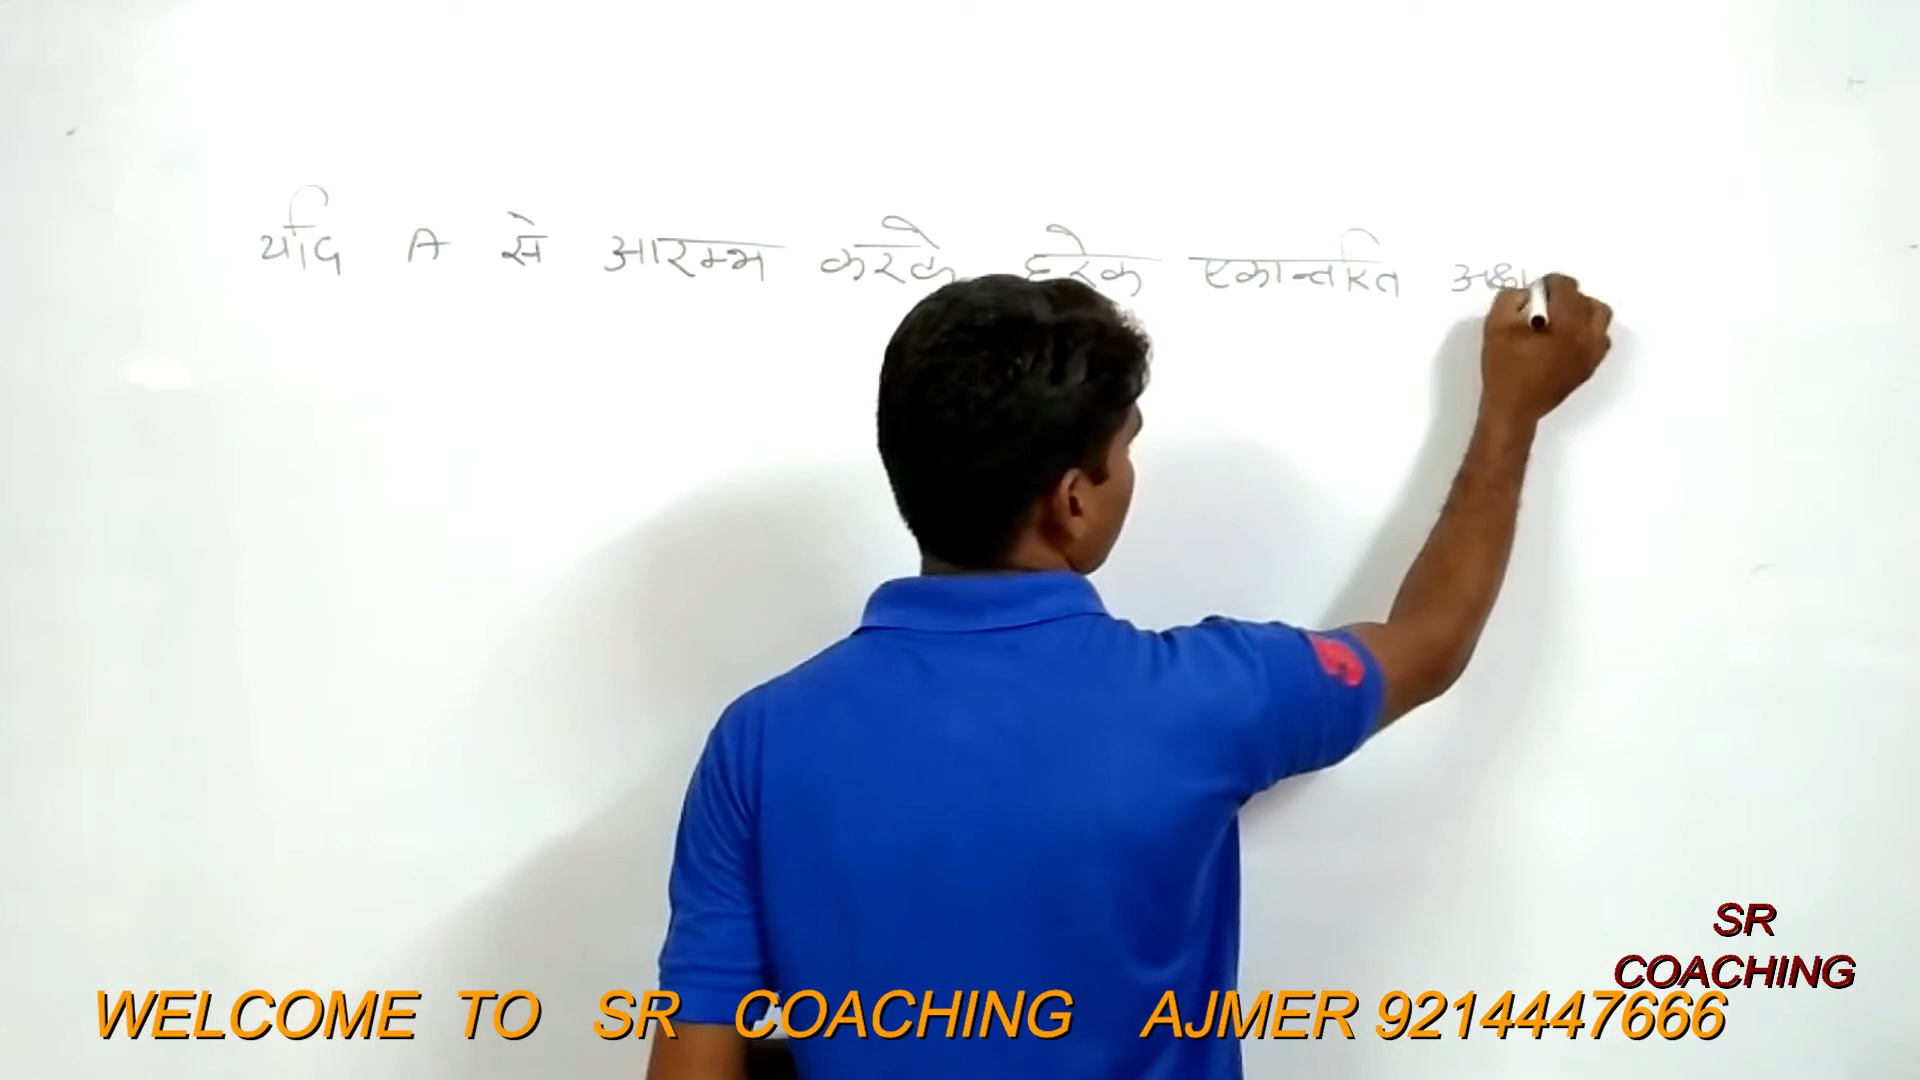 यदि A से आरम्भ करके हरेक एकान्तरित
SR
COACHING
WELCOME TO SR COACHING AJMER 9214447666